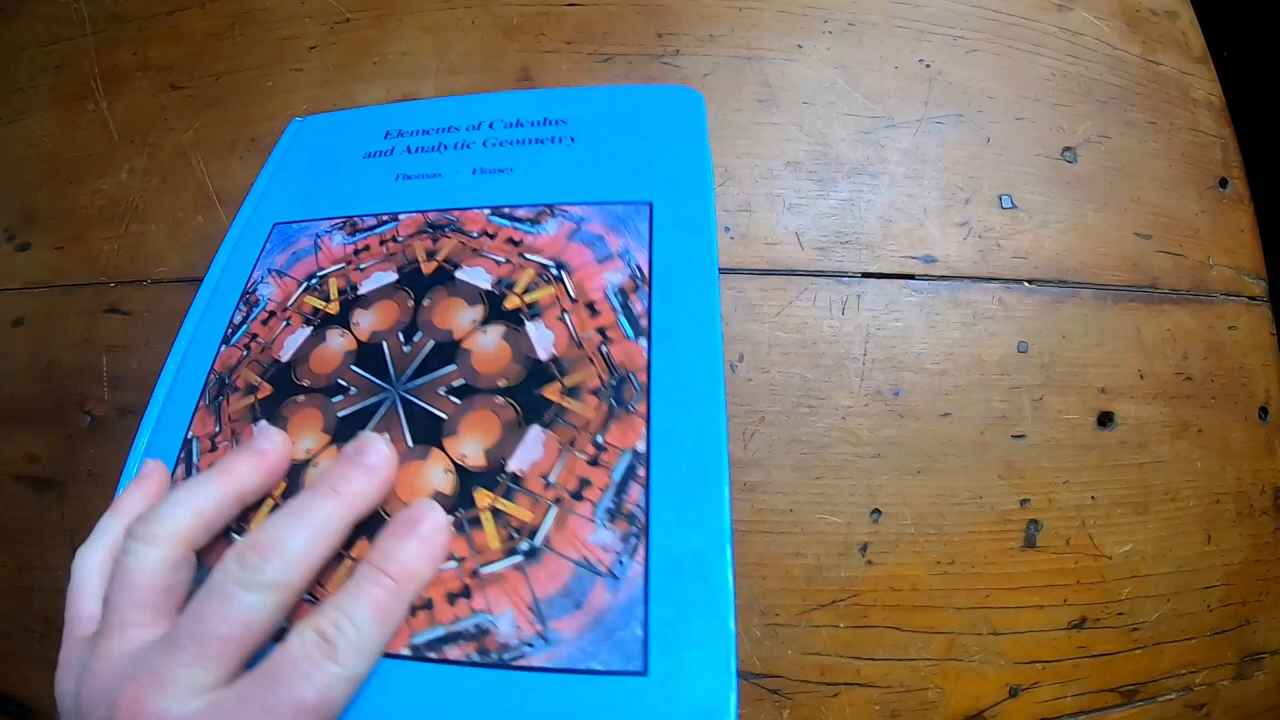 Elements of Calculus
and Analytic Geometry
Thomas · Finney